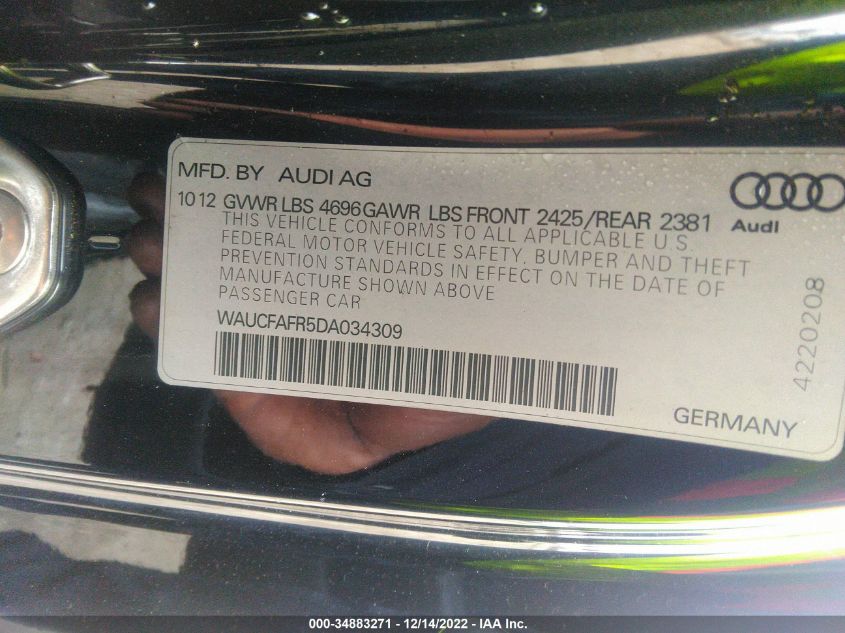 MFD. BY AUDI AG
1012 GVWR LBS 4696 GAWR LBS FRONT 2425/REAR 2381
THIS VEHICLE CONFORMS TO ALL APPLICABLE U.S.
FEDERAL MOTOR VEHICLE SAFETY, BUMPER AND THEFT
PREVENTION STANDARDS IN EFFECT ON THE DATE OF
MANUFACTURE SHOWN ABOVE
PASSENGER CAR
WAUCFAFR5DA034309
Audi
4220208
GERMANY
000-34883271 - 12/14/2022 - IAA Inc.